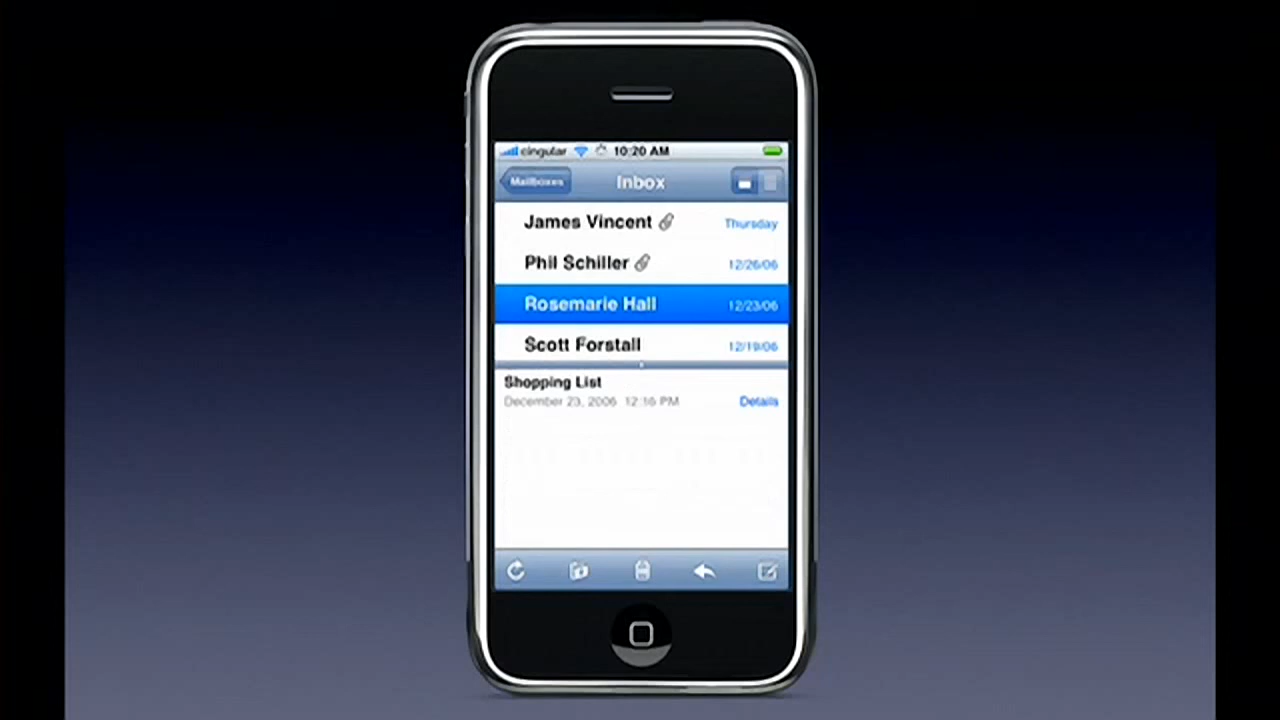 cingular 10:20 AM
Mailboxes Inbox
James Vincent Thursday
Phil Schiller 12/26/06
Rosemarie Hall 12/23/06
Scott Forstall 12/19/06
Shopping List
December 23, 2006 12:16 PM Details